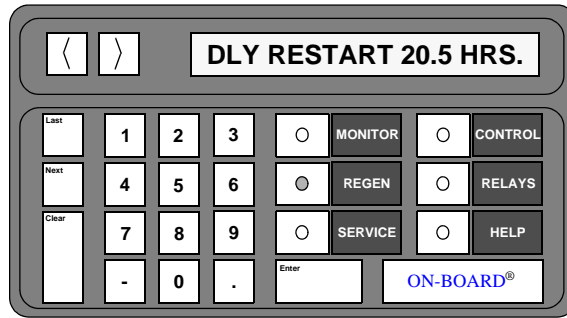 〈 〉 DLY RESTART 20.5 HRS.
Last 1 2 3 MONITOR CONTROL
Next 4 5 6 REGEN RELAYS
Clear 7 8 9 SERVICE HELP
- 0 . Enter ON-BOARD®